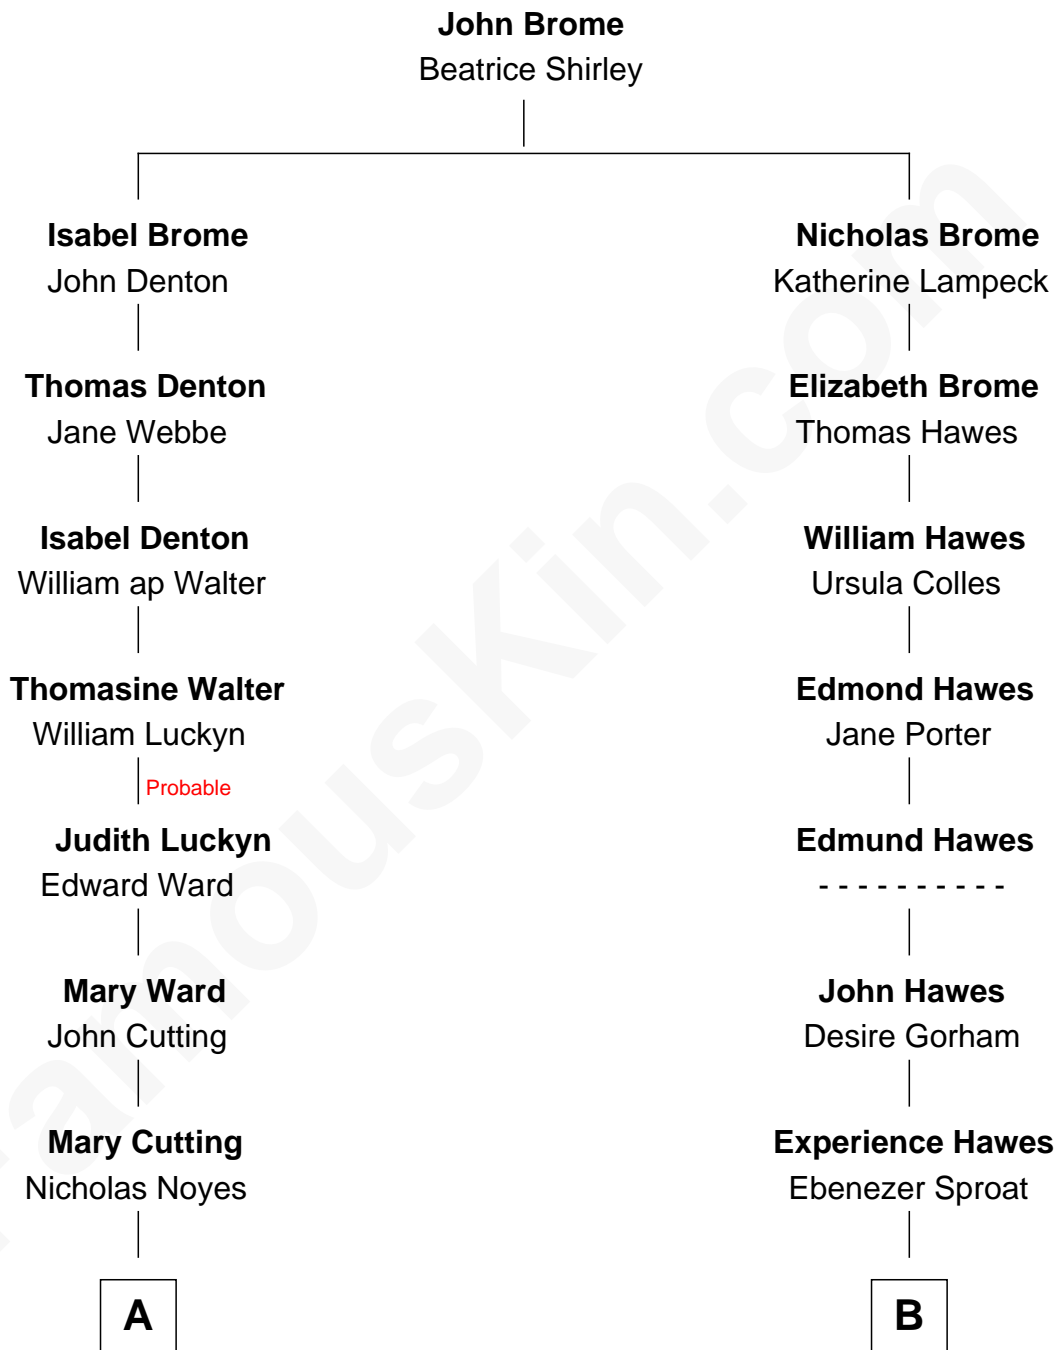 John Brome
Beatrice Shirley
Isabel Brome
John Denton
Nicholas Brome
Katherine Lampeck
Thomas Denton
Jane Webbe
Elizabeth Brome
Thomas Hawes
Isabel Denton
William ap Walter
William Hawes
Ursula Colles
Thomasine Walter
William Luckyn
Edmond Hawes
Jane Porter
Probable
Judith Luckyn
Edward Ward
Edmund Hawes
- - - - - - - - - -
Mary Ward
John Cutting
John Hawes
Desire Gorham
Mary Cutting
Nicholas Noyes
Experience Hawes
Ebenezer Sproat
A
B
FamousKin.com